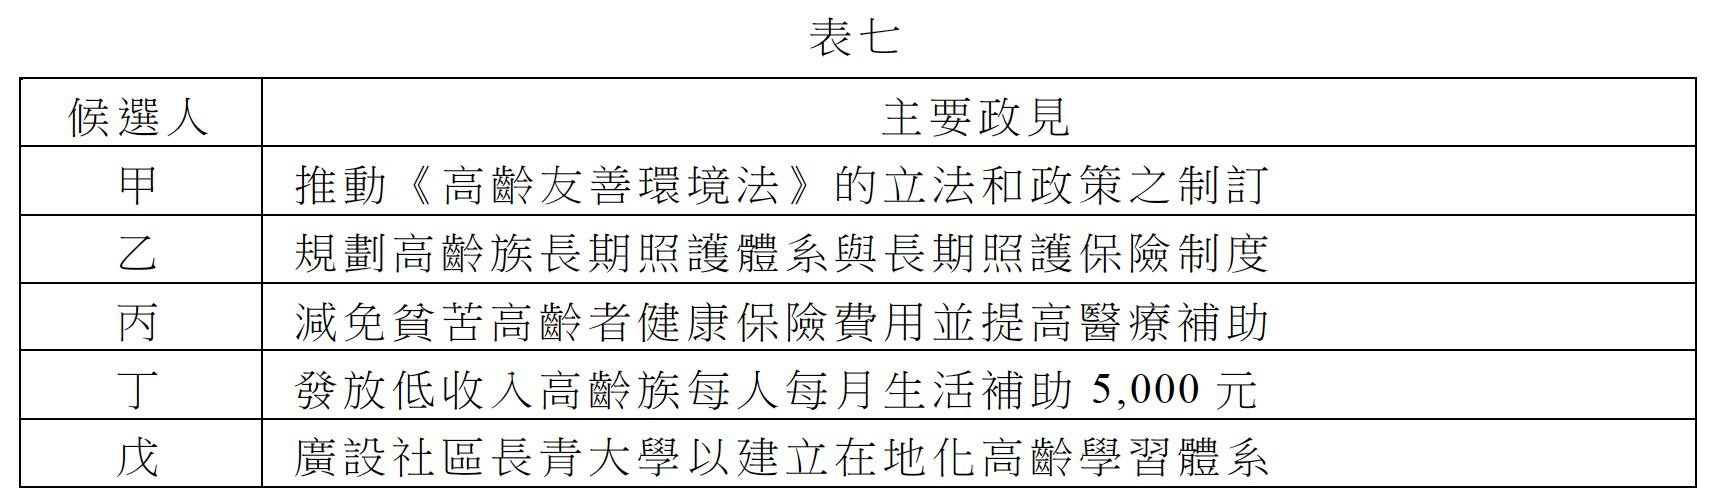 表七
候選人 主要政見
甲 推動《高齡友善環境法》的立法和政策之制訂
乙 規劃高齡族長期照護體系與長期照護保險制度
丙 減免貧苦高齡者健康保險費用並提高醫療補助
丁 發放低收入高齡族每人每月生活補助 5,000 元
戊 廣設社區長青大學以建立在地化高齡學習體系